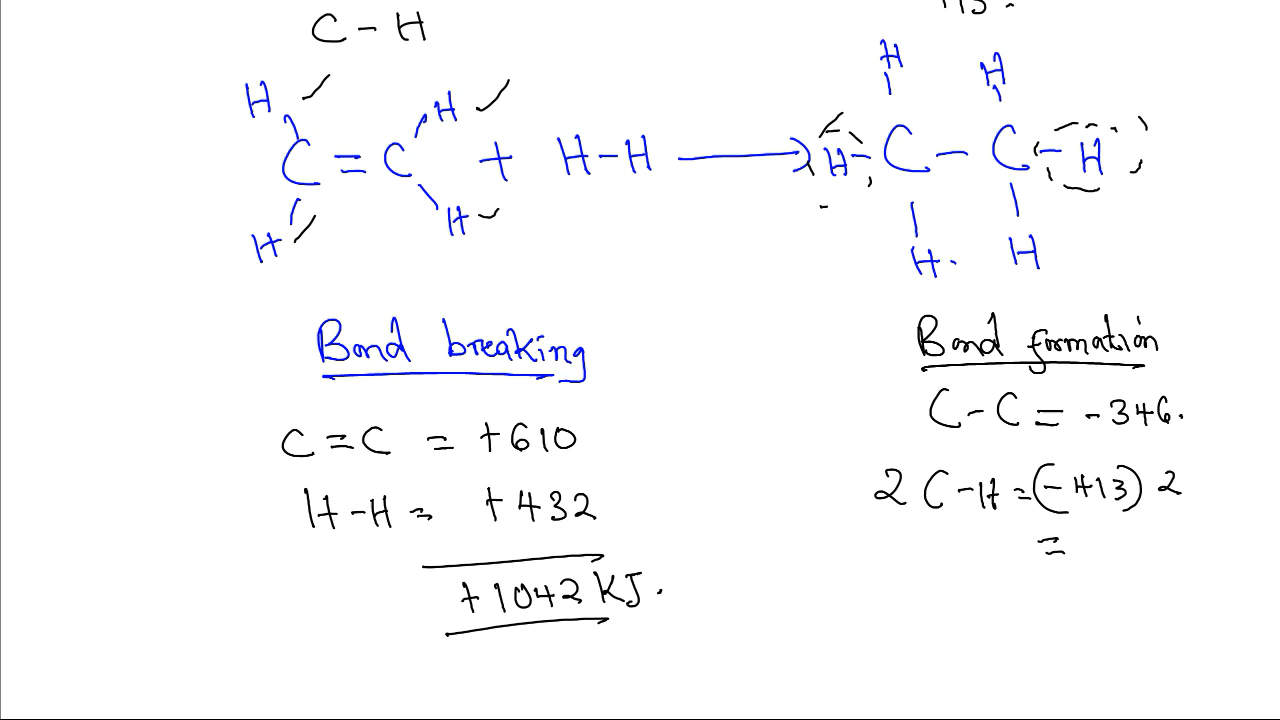 C - H
H H H H
C = C + H-H → H-C - C-H
H H H. H
Bond breaking
Bond formation
C=C = +610
C-C = -346.
H-H = +432
2 C-H = (-413) 2
=
+1042 KJ.